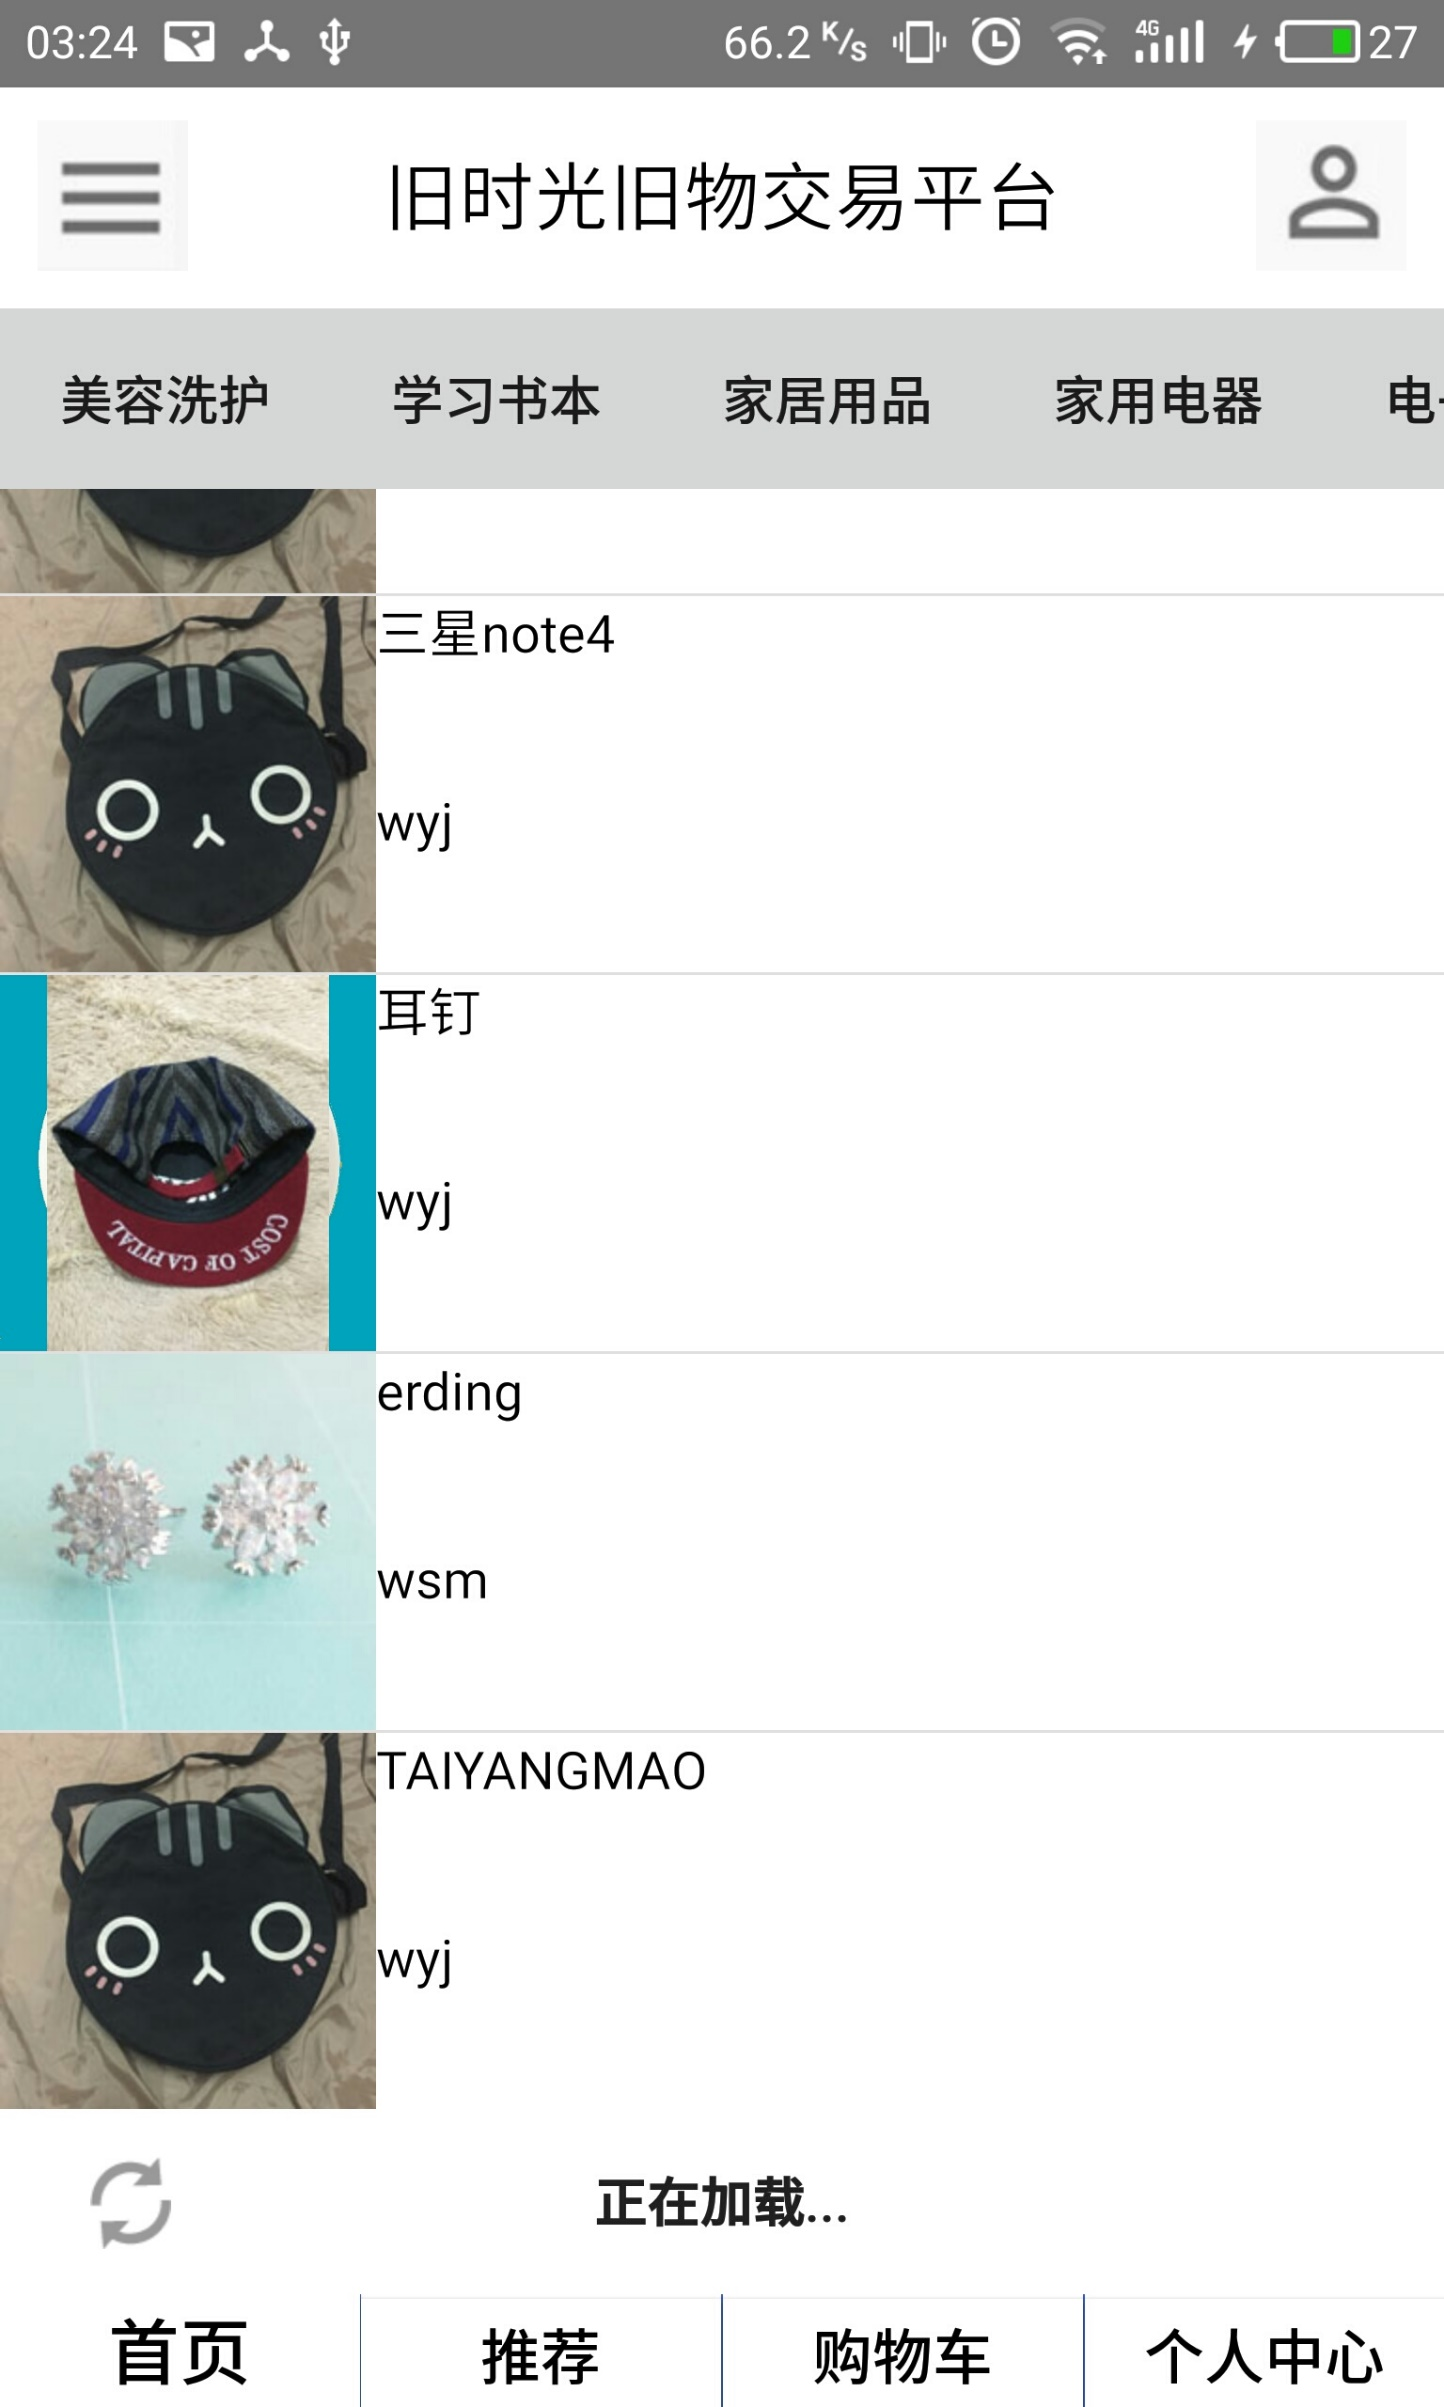 03:24 66.2 K/s 4G 27
旧时光旧物交易平台
美容洗护 学习书本 家居用品 家用电器 电
三星note4
wyj
耳钉
COST OF CAPITAL
wyj
erding
wsm
TAIYANGMAO
wyj
正在加载...
首页 推荐 购物车 个人中心